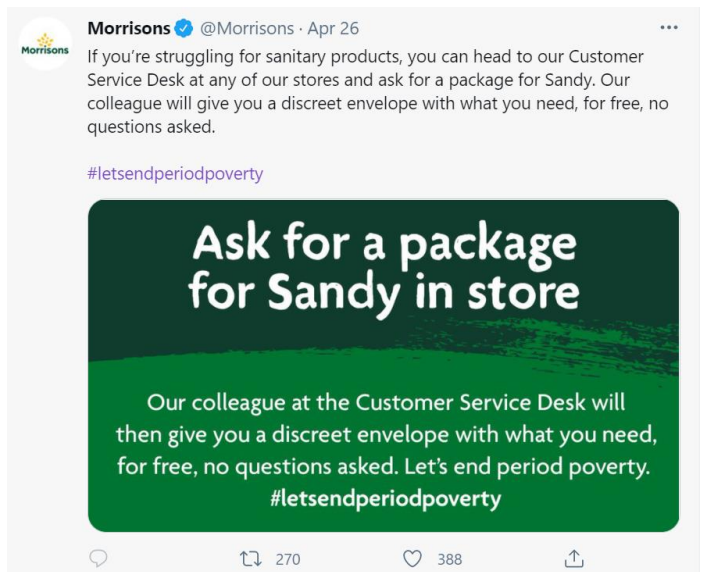 Morrisons @Morrisons · Apr 26
Morrisons
If you're struggling for sanitary products, you can head to our Customer
Service Desk at any of our stores and ask for a package for Sandy. Our
colleague will give you a discreet envelope with what you need, for free, no
questions asked.
#letsendperiodpoverty
Ask for a package
for Sandy in store
Our colleague at the Customer Service Desk will
then give you a discreet envelope with what you need,
for free, no questions asked. Let's end period poverty.
#letsendperiodpoverty
270 388